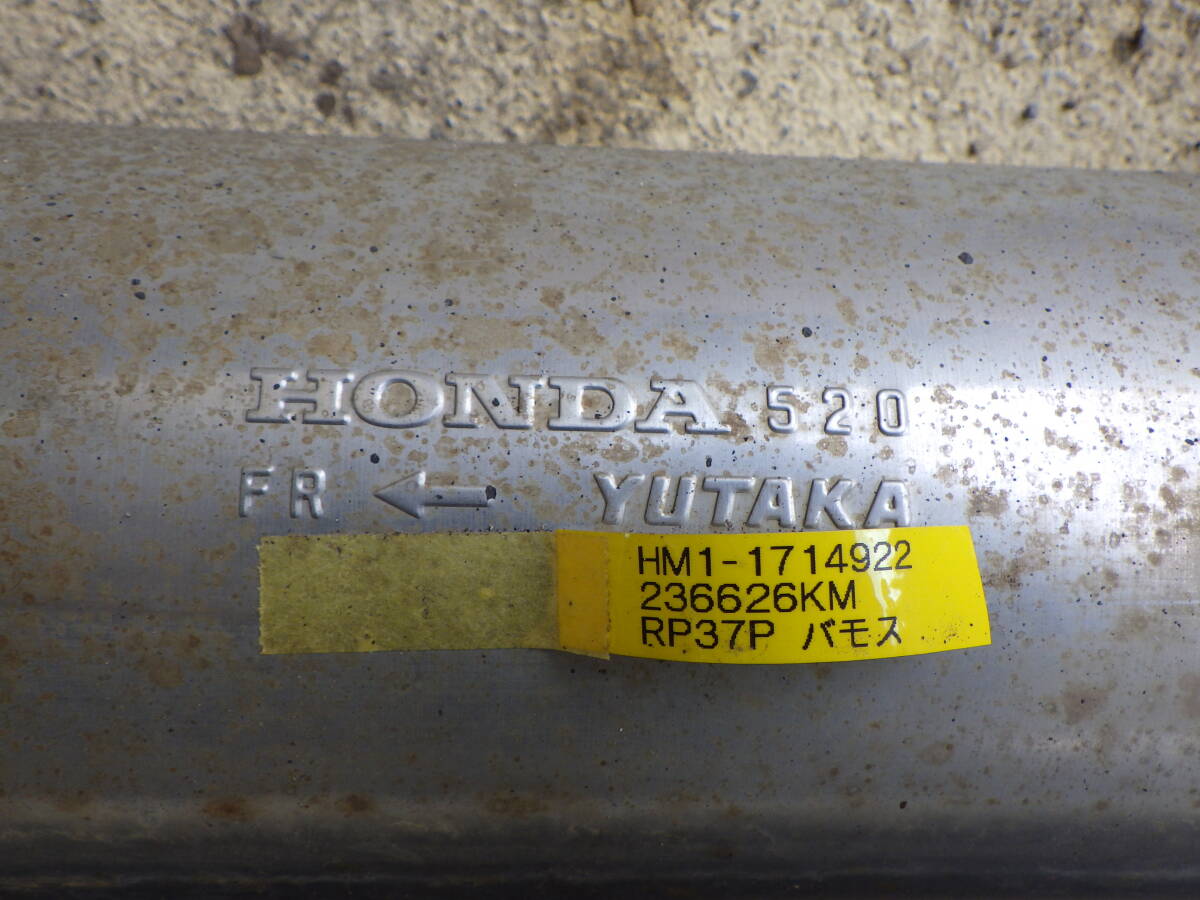 HONDA 520
FR ← YUTAKA
HM1-1714922
236626KM
RP37P バモス